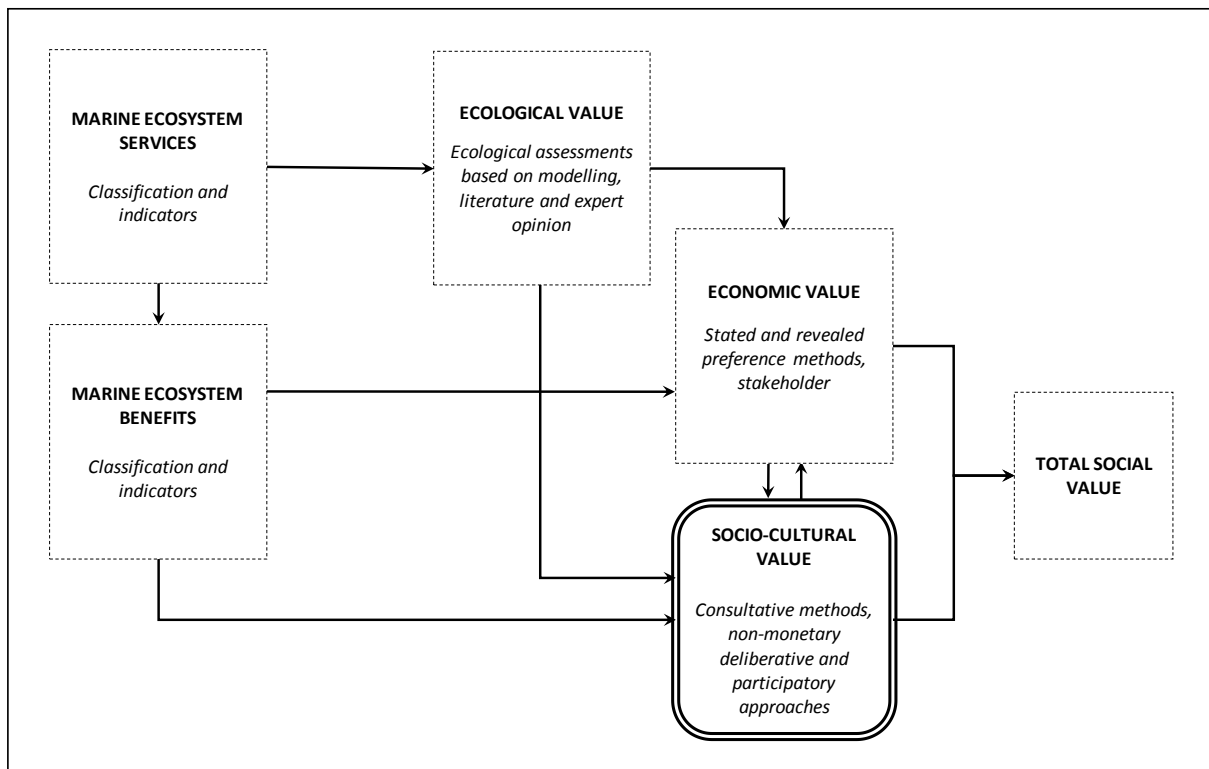 MARINE ECOSYSTEM
SERVICES
Classification and
indicators
ECOLOGICAL VALUE
Ecological assessments
based on modelling,
literature and expert
opinion
MARINE ECOSYSTEM
BENEFITS
Classification and
indicators
ECONOMIC VALUE
Stated and revealed
preference methods,
stakeholder
SOCIO-CULTURAL
VALUE
Consultative methods,
non-monetary
deliberative and
participatory
approaches
TOTAL SOCIAL
VALUE